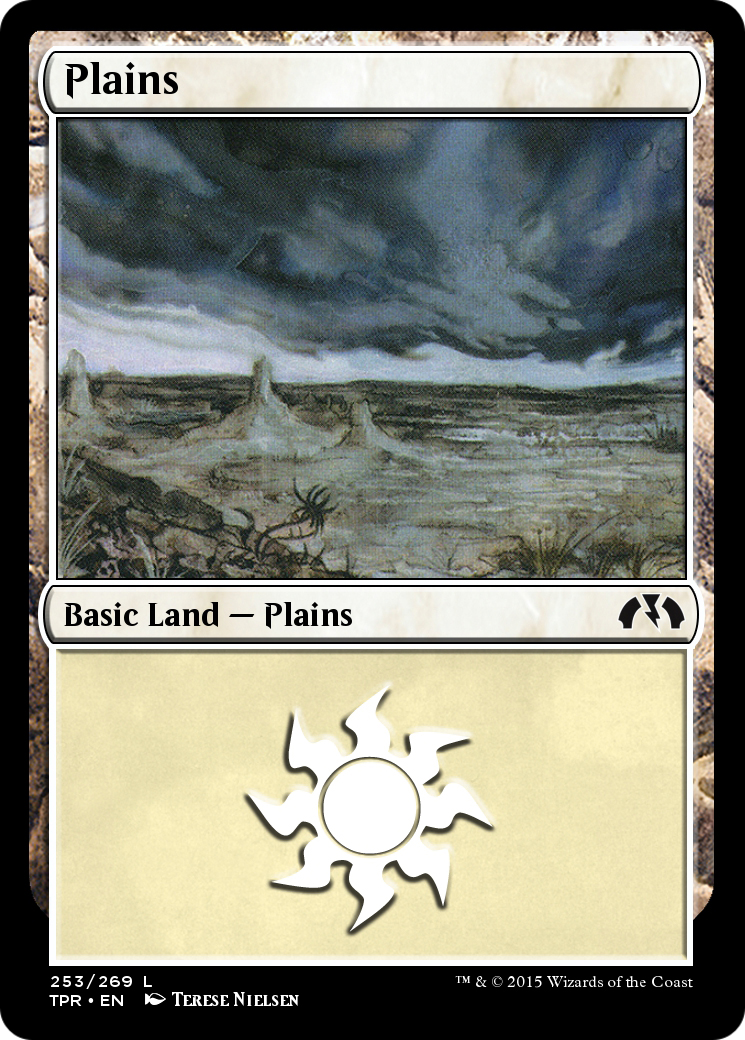 Plains
Basic Land — Plains
253/269 L
™ & © 2015 Wizards of the Coast
TPR • EN Terese Nielsen